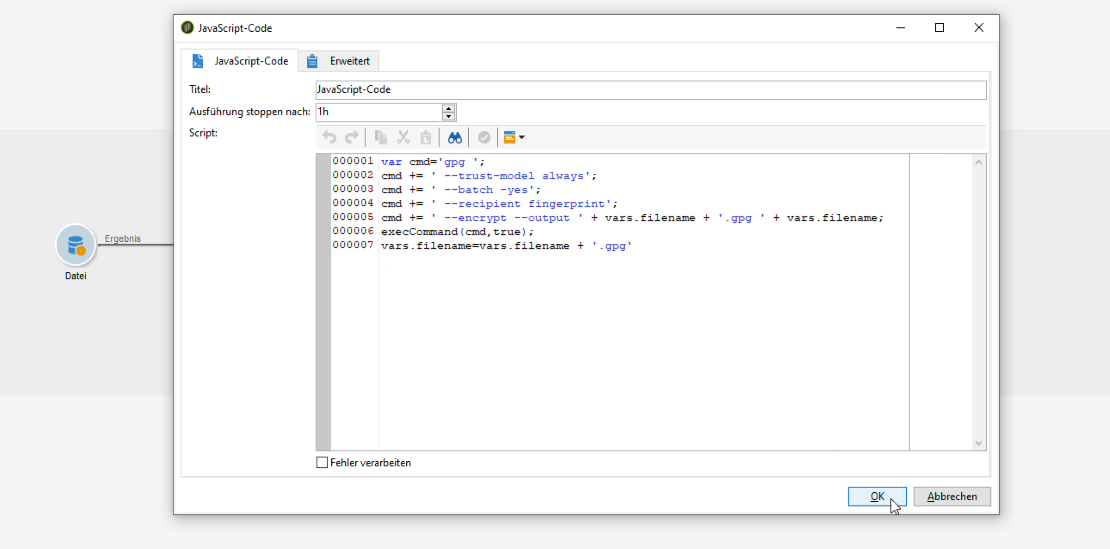 JavaScript-Code
JavaScript-Code Erweitert
Titel: JavaScript-Code
Ausführung stoppen nach: 1h
Script:
000001 var cmd='gpg ';
000002 cmd += ' --trust-model always';
000003 cmd += ' --batch -yes';
000004 cmd += ' --recipient fingerprint';
000005 cmd += ' --encrypt --output ' + vars.filename + '.gpg ' + vars.filename;
000006 execCommand(cmd,true);
000007 vars.filename=vars.filename + '.gpg'
Ergebnis
Datei
Fehler verarbeiten
OK Abbrechen